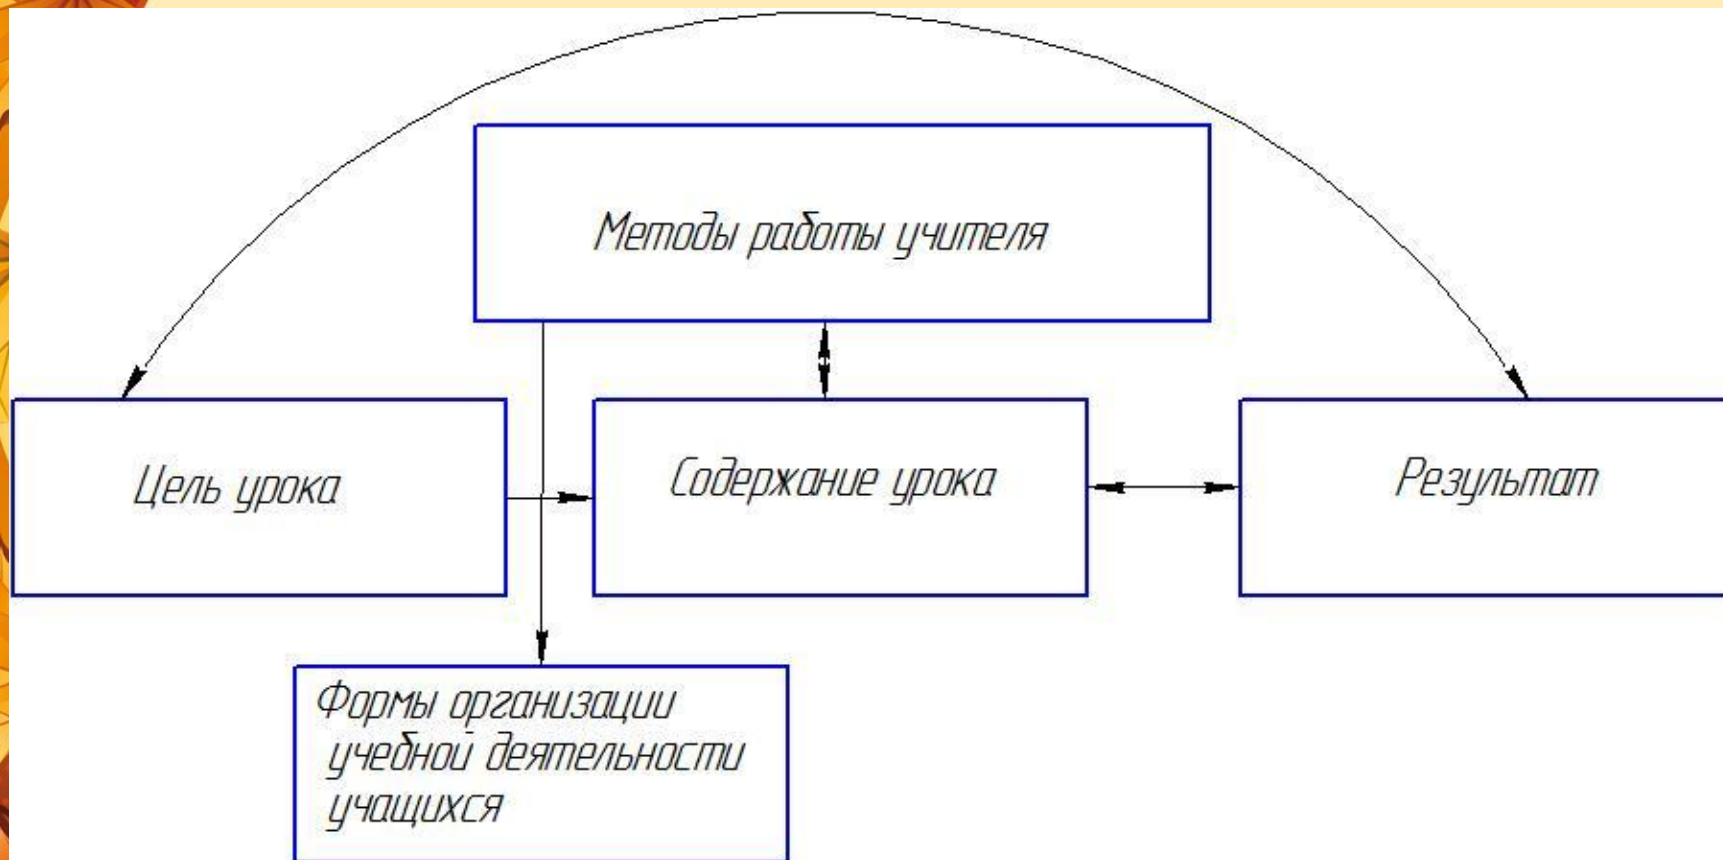 Методы работы учителя
Цель урока
Содержание урока
Результат
Формы организации
учебной деятельности
учащихся